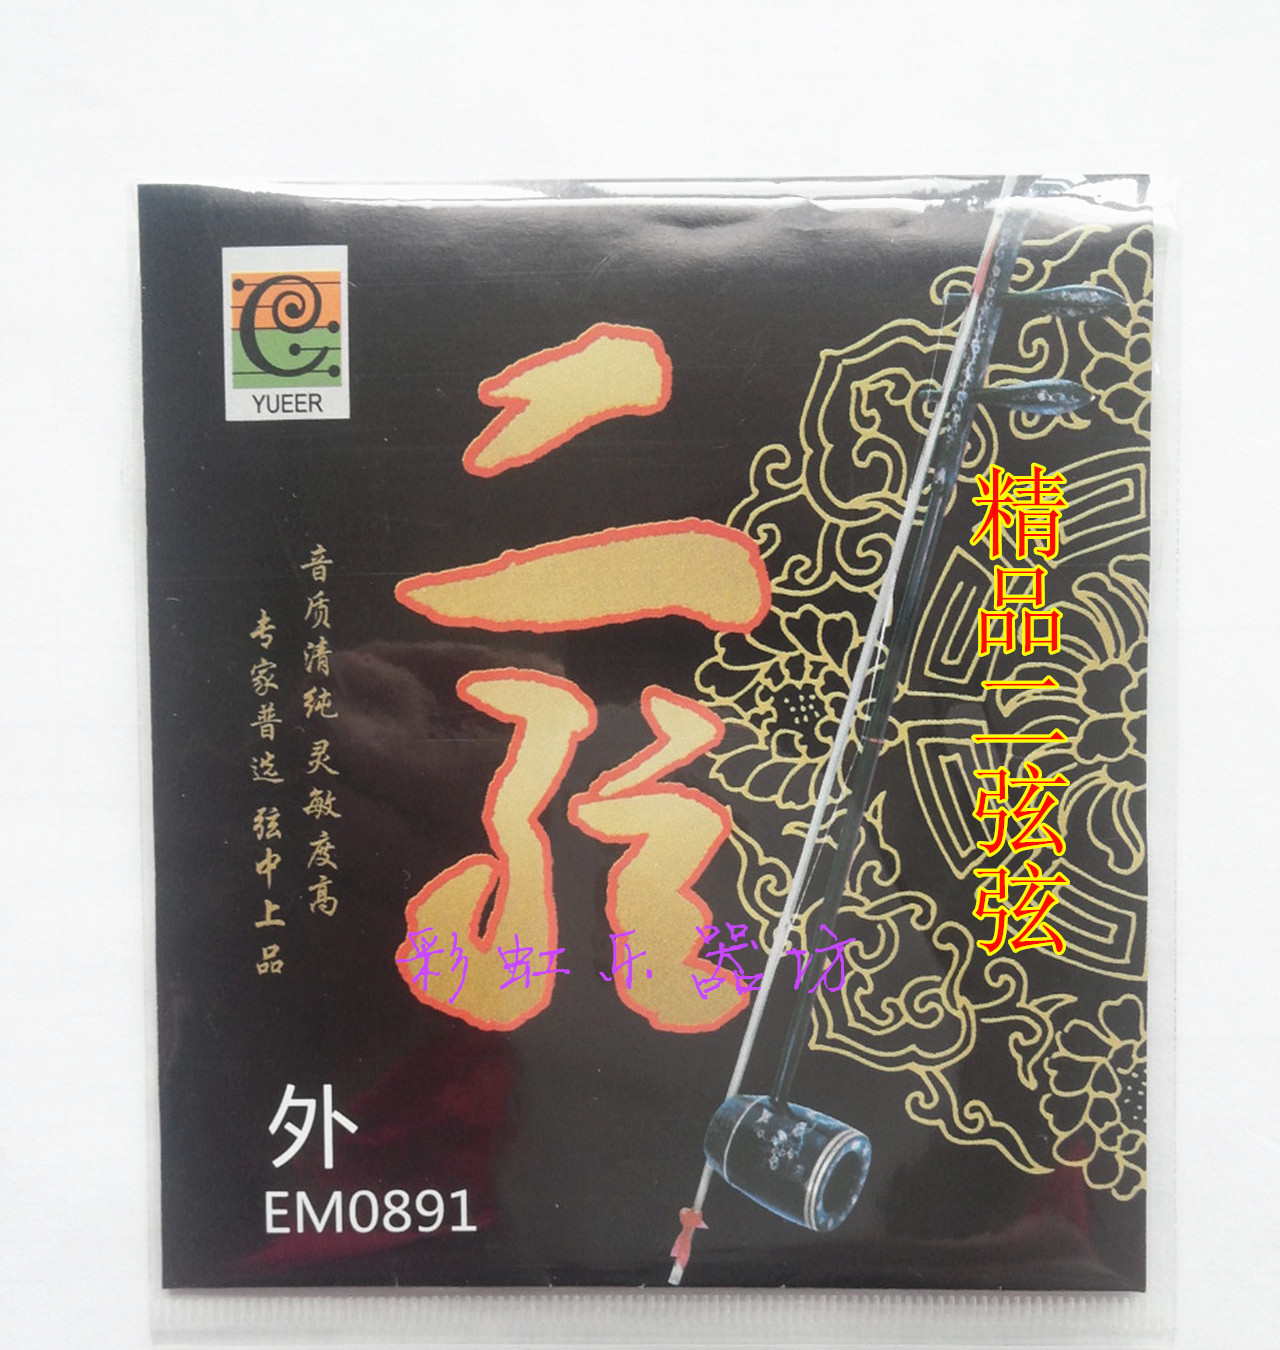 YUEER
二弦
精品二弦弦
音质清纯 灵敏度高
专家普选 弦中上品
彩虹乐器坊
外
EM0891